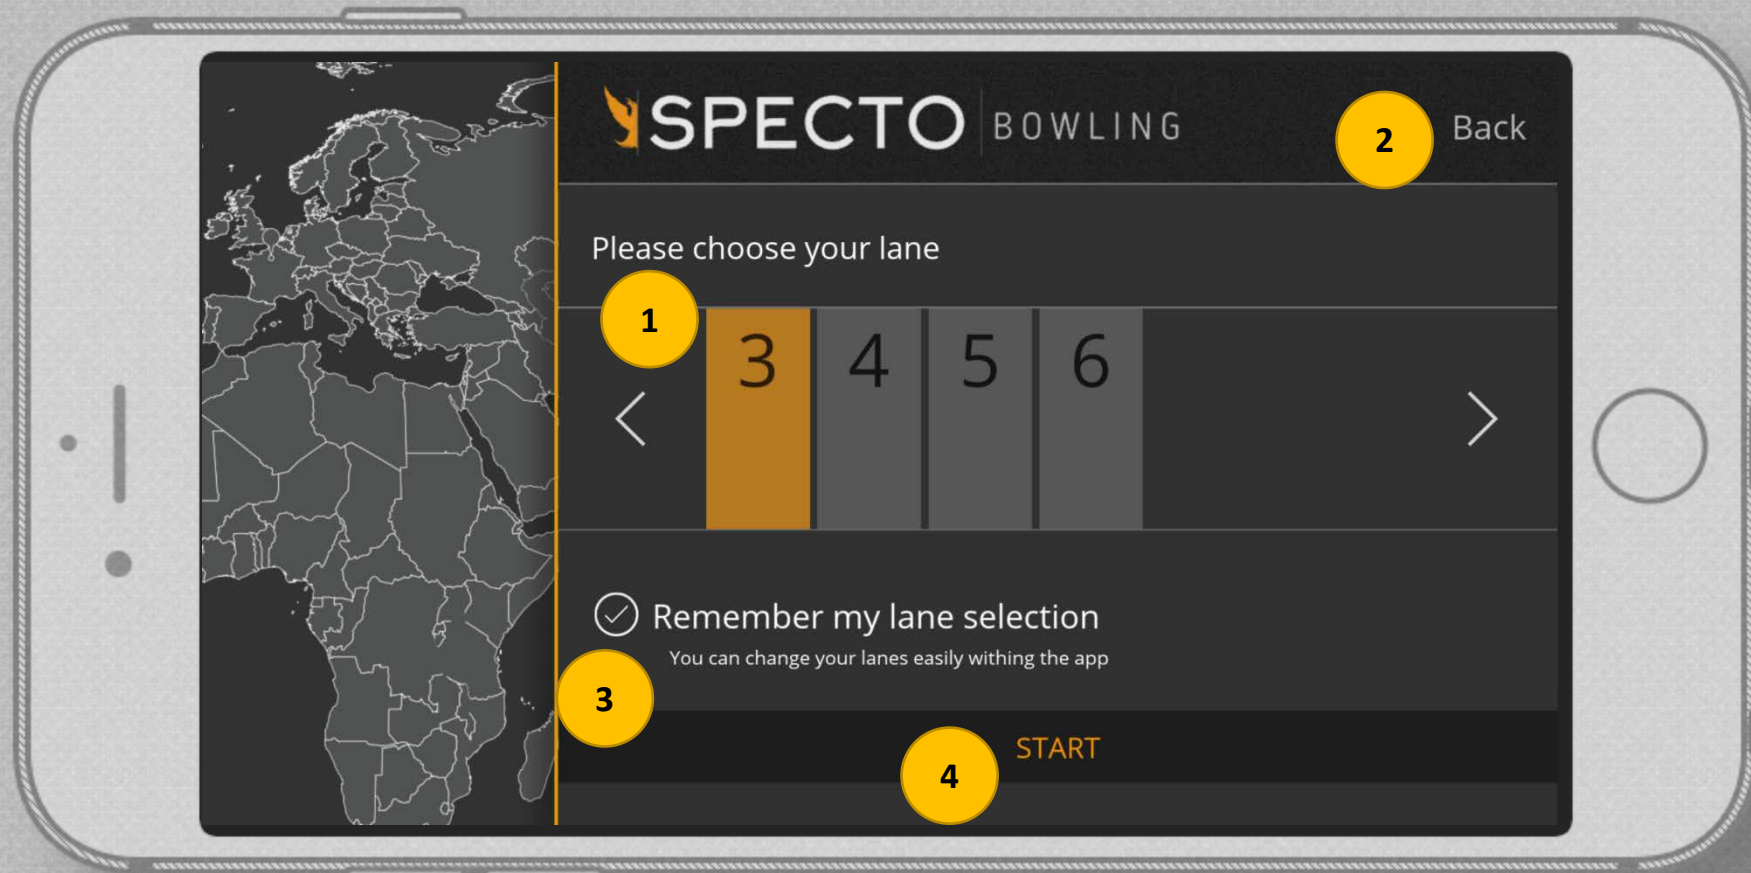 SPECTO BOWLING
2
Back
Please choose your lane
1
3 4 5 6
Remember my lane selection
You can change your lanes easily withing the app
3
START
4